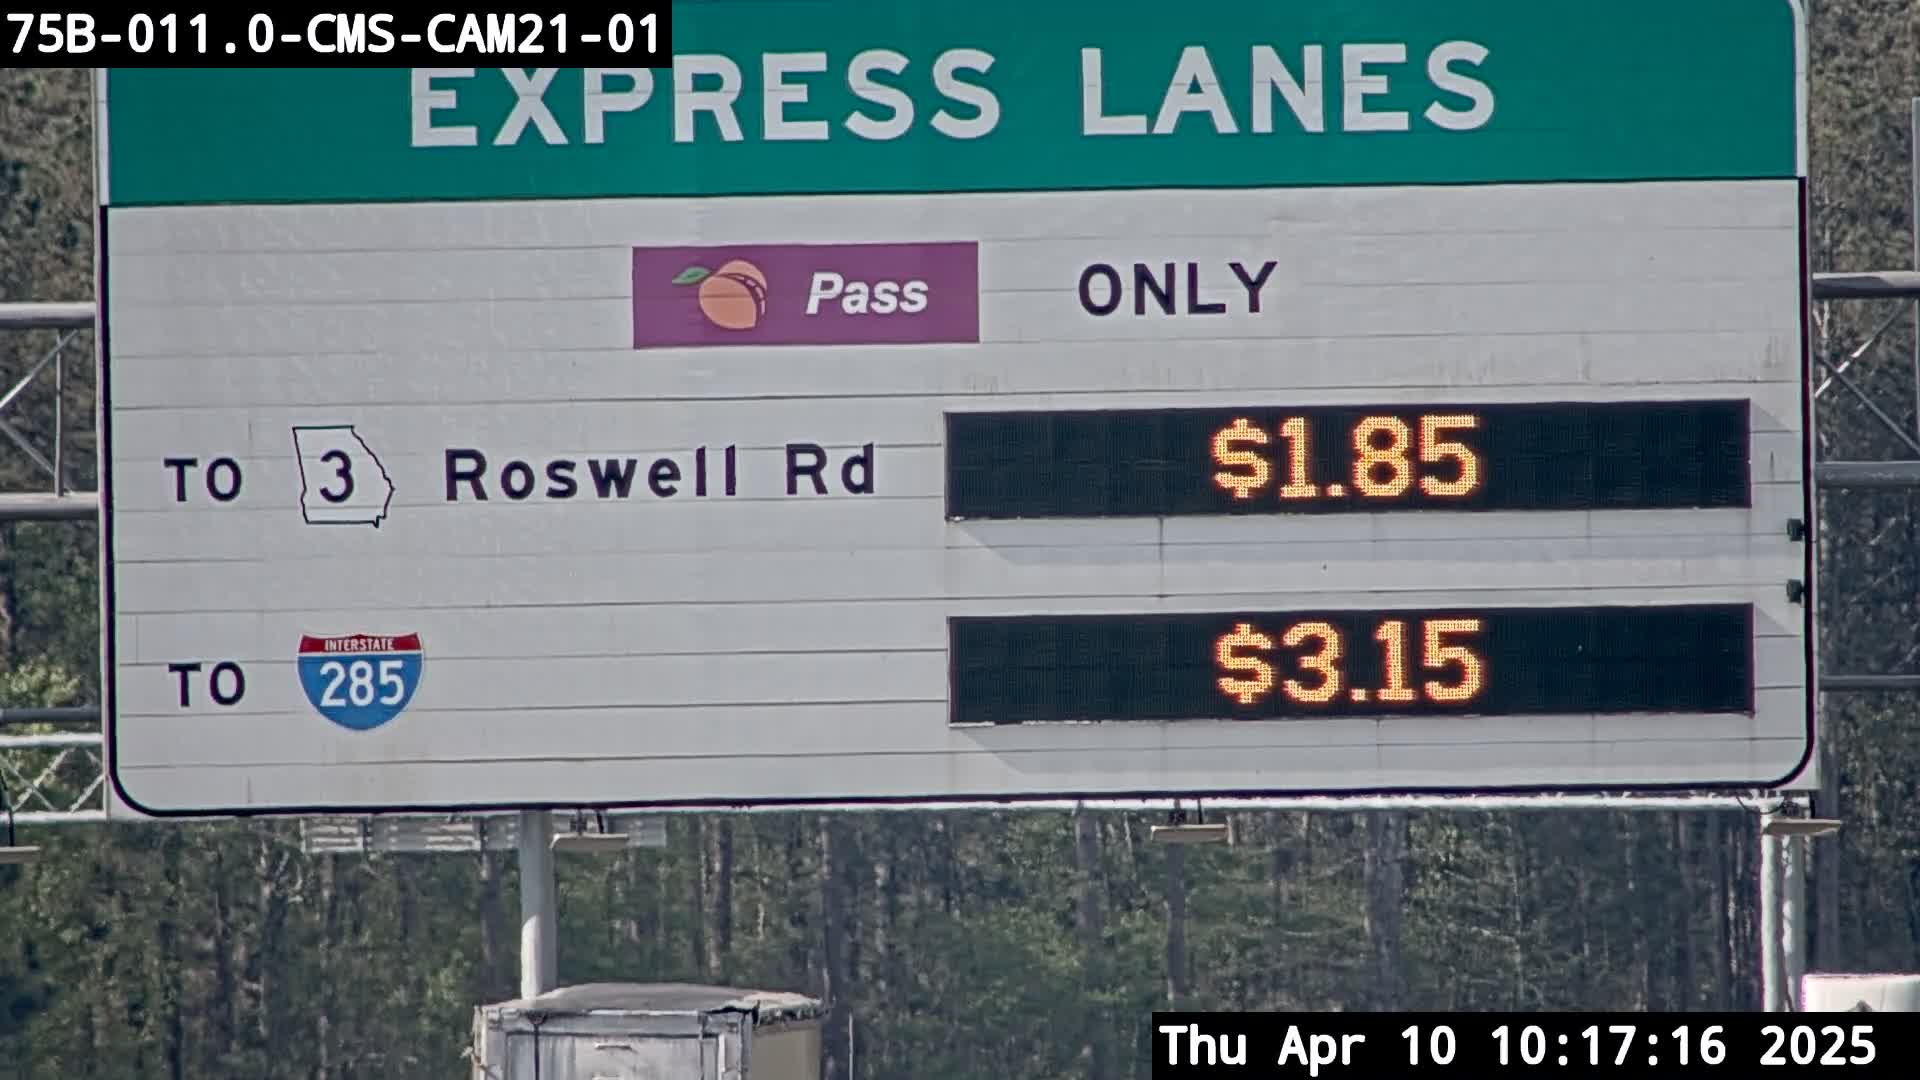 75B-011.0-CMS-CAM21-01
EXPRESS LANES
Pass ONLY
TO 3 Roswell Rd $1.85
TO INTERSTATE 285 $3.15
Thu Apr 10 10:17:16 2025